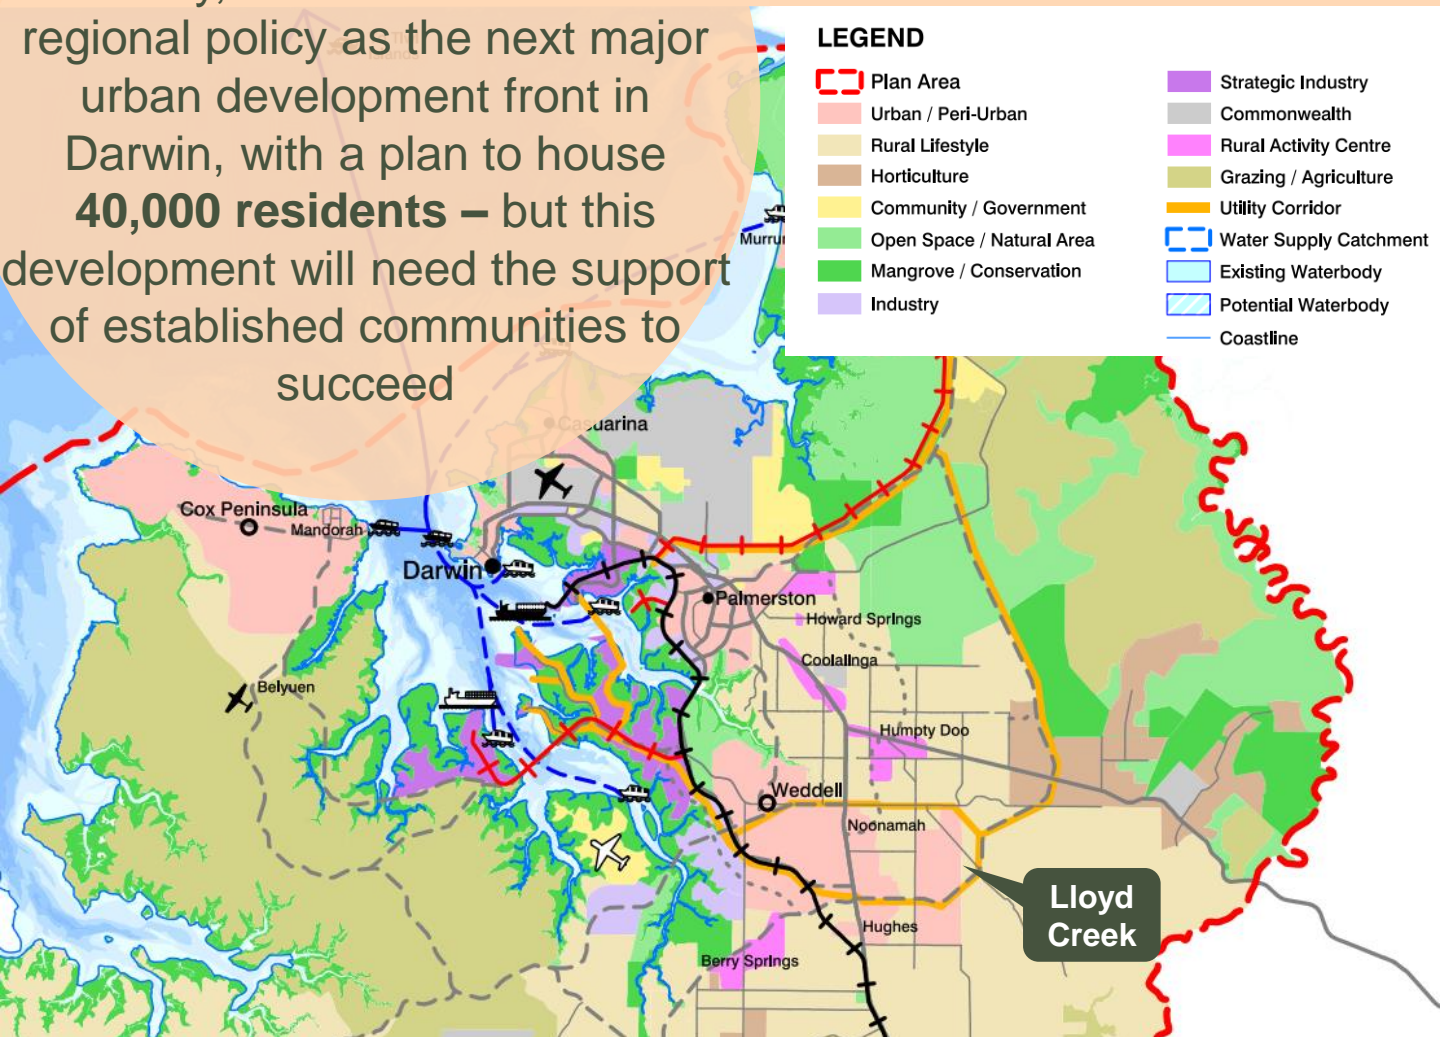 regional policy as the next major
urban development front in
Darwin, with a plan to house
40,000 residents – but this
development will need the support
of established communities to
succeed
LEGEND
Plan Area
Urban / Peri-Urban
Rural Lifestyle
Horticulture
Community / Government
Open Space / Natural Area
Mangrove / Conservation
Industry
Strategic Industry
Commonwealth
Rural Activity Centre
Grazing / Agriculture
Utility Corridor
Water Supply Catchment
Existing Waterbody
Potential Waterbody
Coastline
Casuarina
Cox Peninsula
Mandorah
Darwin
Palmerston
Howard Springs
Coolalinga
Belyuen
Humpty Doo
Weddell
Noonamah
Lloyd
Creek
Hughes
Berry Springs